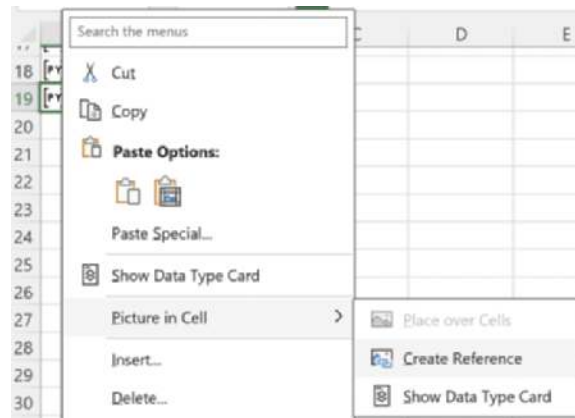 Search the menus
D
E
18
Cut
19
Copy
20
21
Paste Options:
22
23
24
Paste Special...
25
Show Data Type Card
26
27
Picture in Cell
Place over Cells
28
Insert...
Create Reference
29
30
Delete...
Show Data Type Card